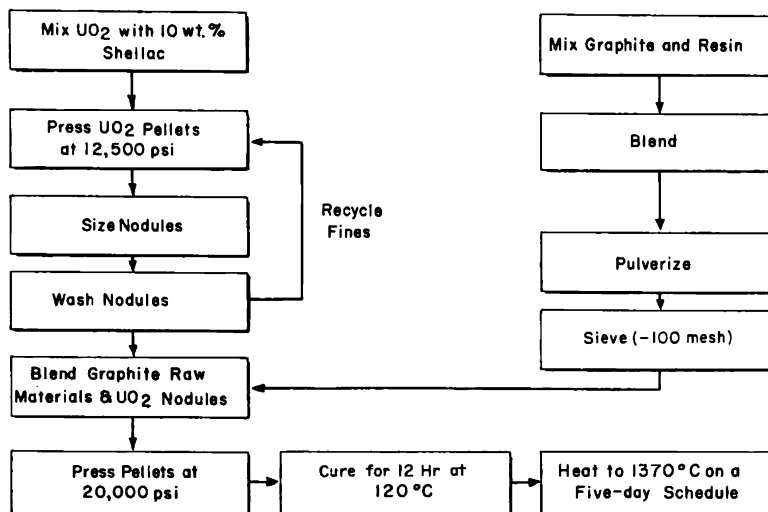 Mix UO2 with 10 wt.%
Shellac
Press UO2 Pellets
at 12,500 psi
Size Nodules
Wash Nodules
Recycle
Fines
Mix Graphite and Resin
Blend
Pulverize
Sieve (-100 mesh)
Blend Graphite Raw
Materials & UO2 Nodules
Press Pellets at
20,000 psi
Cure for 12 Hr at
120°C
Heat to 1370°C on a
Five-day Schedule